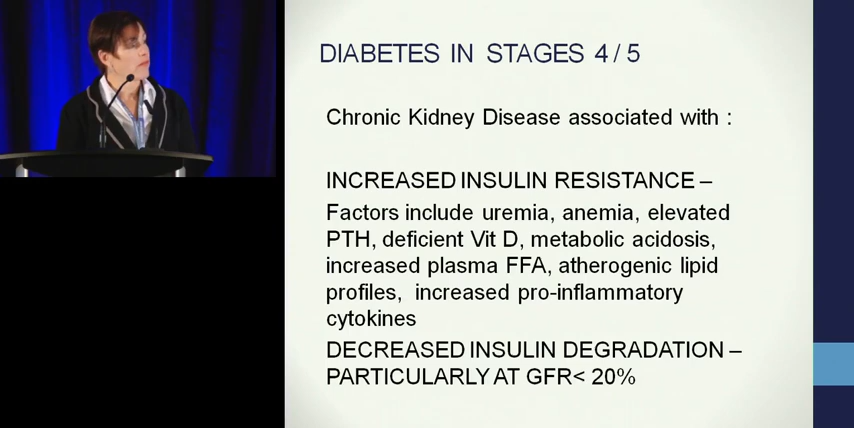 DIABETES IN STAGES 4/5
Chronic Kidney Disease associated with :
INCREASED INSULIN RESISTANCE –
Factors include uremia, anemia, elevated
PTH, deficient Vit D, metabolic acidosis,
increased plasma FFA, atherogenic lipid
profiles, increased pro-inflammatory
cytokines
DECREASED INSULIN DEGRADATION –
PARTICULARLY AT GFR< 20%